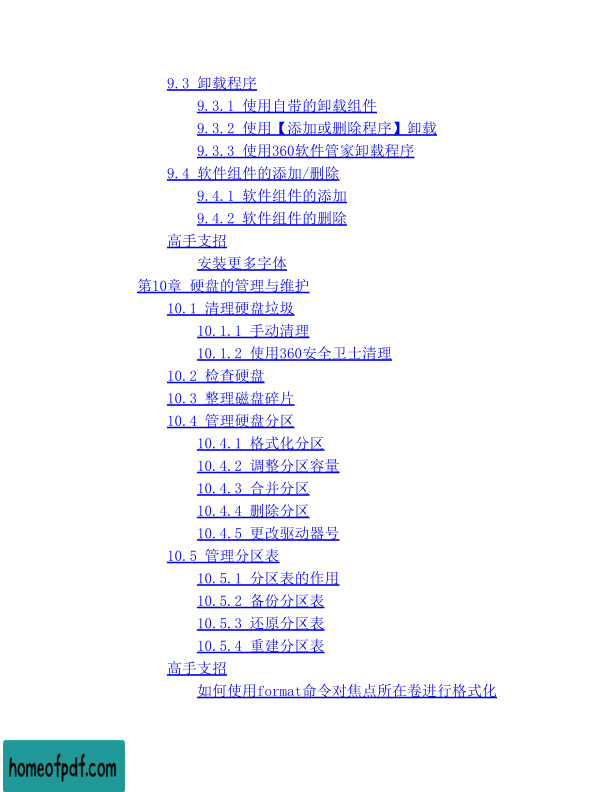 9.3 卸载程序
9.3.1 使用自带的卸载组件
9.3.2 使用【添加或删除程序】卸载
9.3.3 使用360软件管家卸载程序
9.4 软件组件的添加/删除
9.4.1 软件组件的添加
9.4.2 软件组件的删除
高手支招
安装更多字体
第10章 硬盘的管理与维护
10.1 清理硬盘垃圾
10.1.1 手动清理
10.1.2 使用360安全卫士清理
10.2 检查硬盘
10.3 整理磁盘碎片
10.4 管理硬盘分区
10.4.1 格式化分区
10.4.2 调整分区容量
10.4.3 合并分区
10.4.4 删除分区
10.4.5 更改驱动器号
10.5 管理分区表
10.5.1 分区表的作用
10.5.2 备份分区表
10.5.3 还原分区表
10.5.4 重建分区表
高手支招
如何使用format命令对焦点所在卷进行格式化
homeofpdf.com